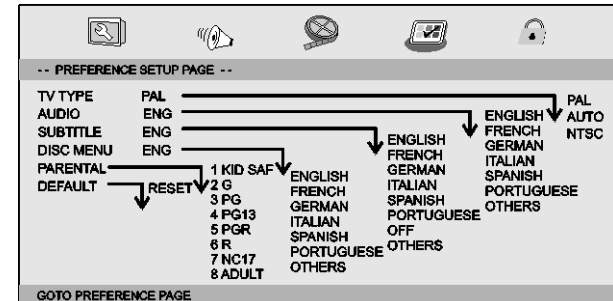 -- PREFERENCE SETUP PAGE --
TV TYPE PAL
AUDIO ENG
SUBTITLE ENG
DISC MENU ENG
PARENTAL
DEFAULT
RESET
1 KID SAF
2 G
3 PG
4 PG13
5 PGR
6 R
7 NC17
8 ADULT
ENGLISH
FRENCH
GERMAN
ITALIAN
SPANISH
PORTUGUESE
OTHERS
ENGLISH
FRENCH
GERMAN
ITALIAN
SPANISH
PORTUGUESE
OFF
OTHERS
ENGLISH
FRENCH
GERMAN
ITALIAN
SPANISH
PORTUGUESE
OTHERS
PAL
AUTO
NTSC
GOTO PREFERENCE PAGE